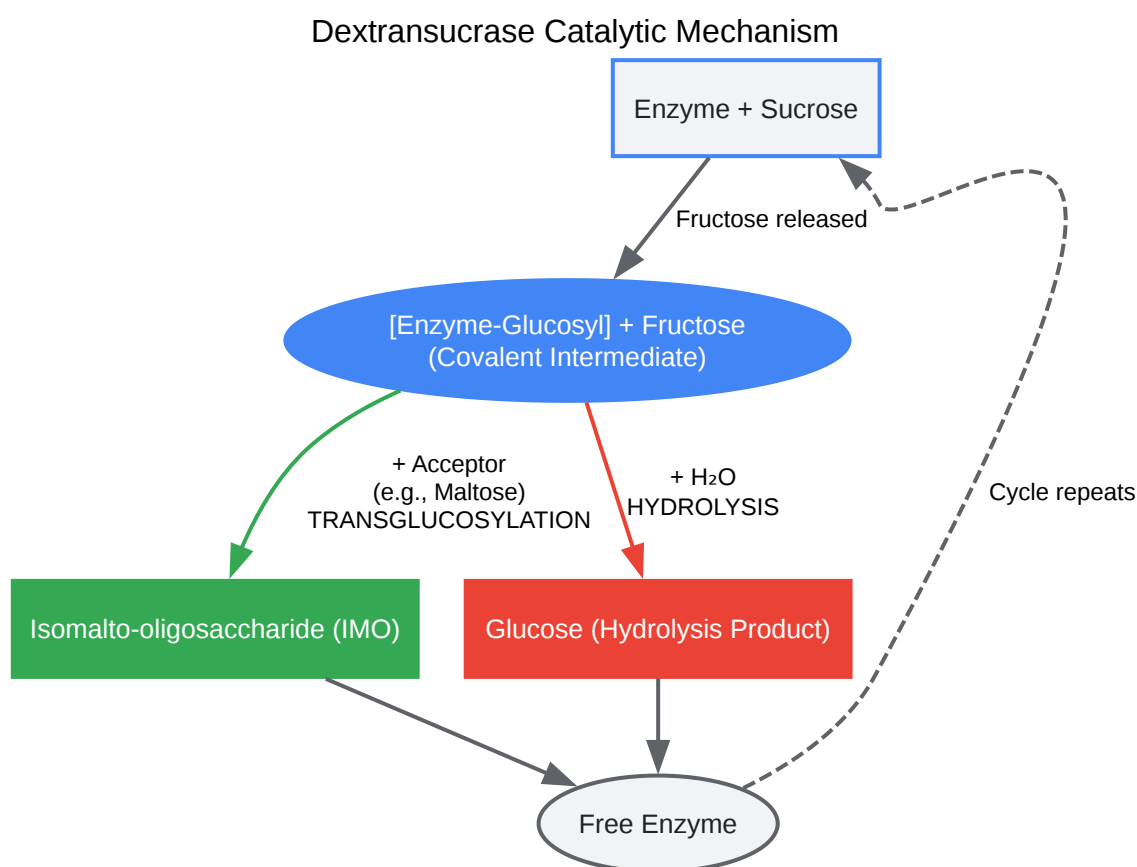 Dextransucrase Catalytic Mechanism
Enzyme + Sucrose
Fructose released
[Enzyme-Glucosyl] + Fructose
(Covalent Intermediate)
+ Acceptor
(e.g., Maltose)
TRANSGLUCOSYLATION
+ H₂O
HYDROLYSIS
Cycle repeats
Isomalto-oligosaccharide (IMO)
Glucose (Hydrolysis Product)
Free Enzyme